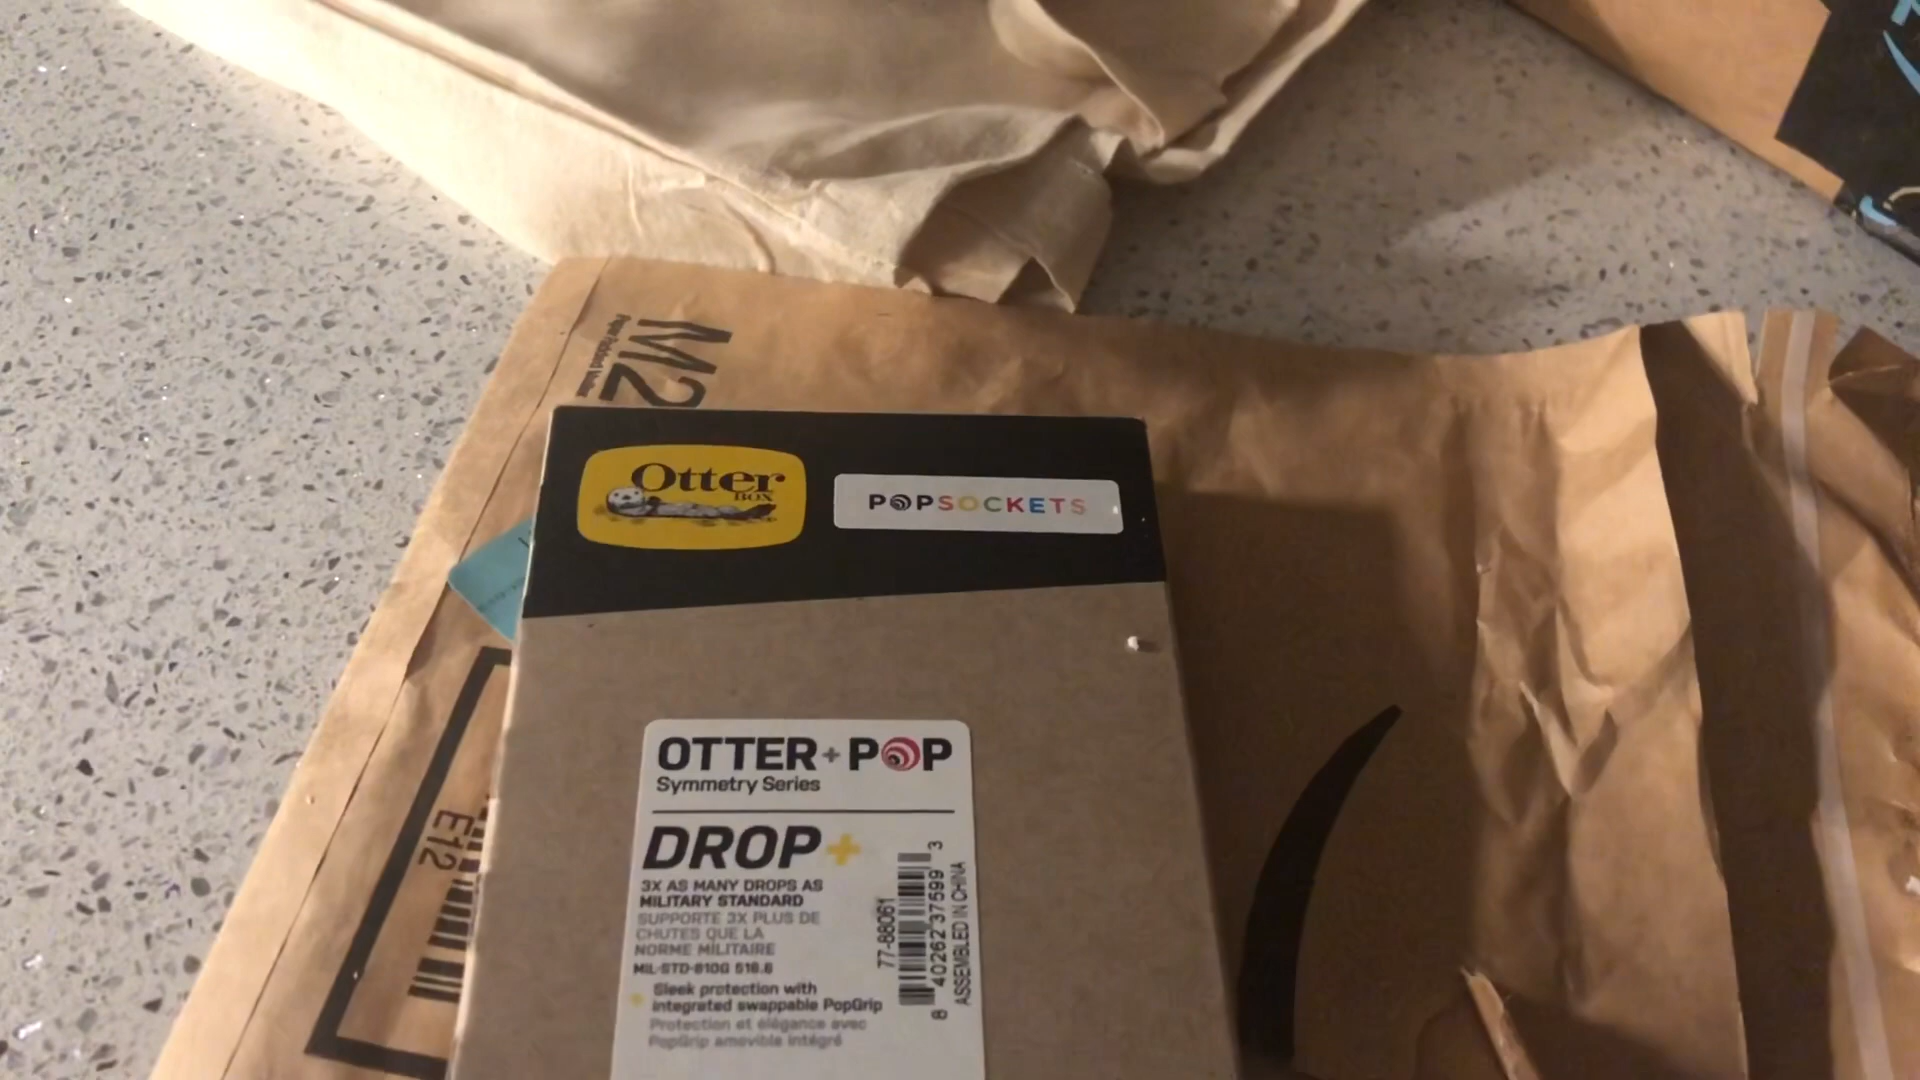 M2
Otter
BOX
POPSOCKETS
OTTER + POP
Symmetry Series
DROP+
3X AS MANY DROPS AS
MILITARY STANDARD
SUPPORTE 3X PLUS DE
CHUTES QUE LA
NORME MILITAIRE
MIL-STD-810G 516.6
Sleek protection with
integrated swappable PopGrip
Protection et élégance avec
PopGrip amovible intégré
77-88061
8 40262 37599 3
ASSEMBLED IN CHINA
E12